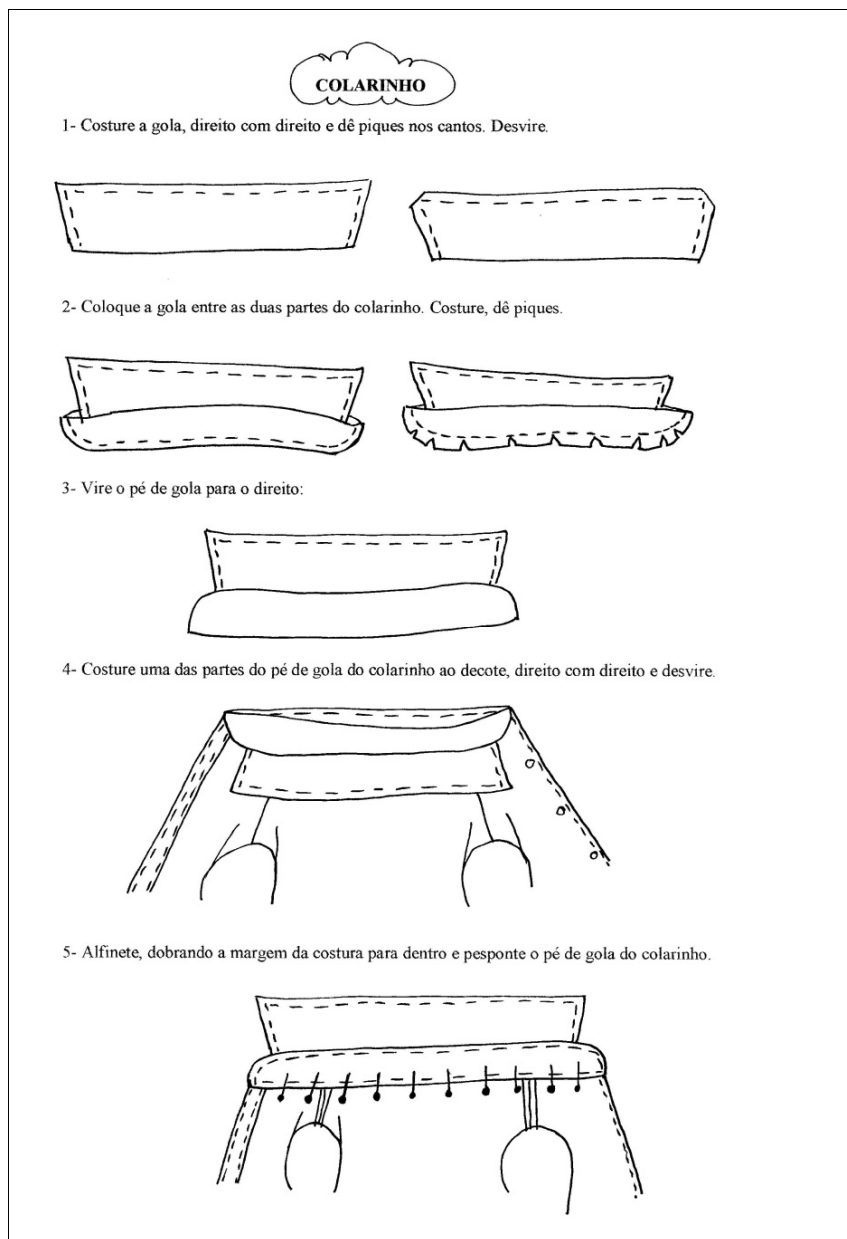 COLARINHO
1- Costure a gola, direito com direito e dê piques nos cantos. Desvire.
2- Coloque a gola entre as duas partes do colarinho. Costure, dê piques.
3- Vire o pé de gola para o direito:
4- Costure uma das partes do pé de gola do colarinho ao decote, direito com direito e desvire.
5- Alfinete, dobrando a margem da costura para dentro e pesponte o pé de gola do colarinho.